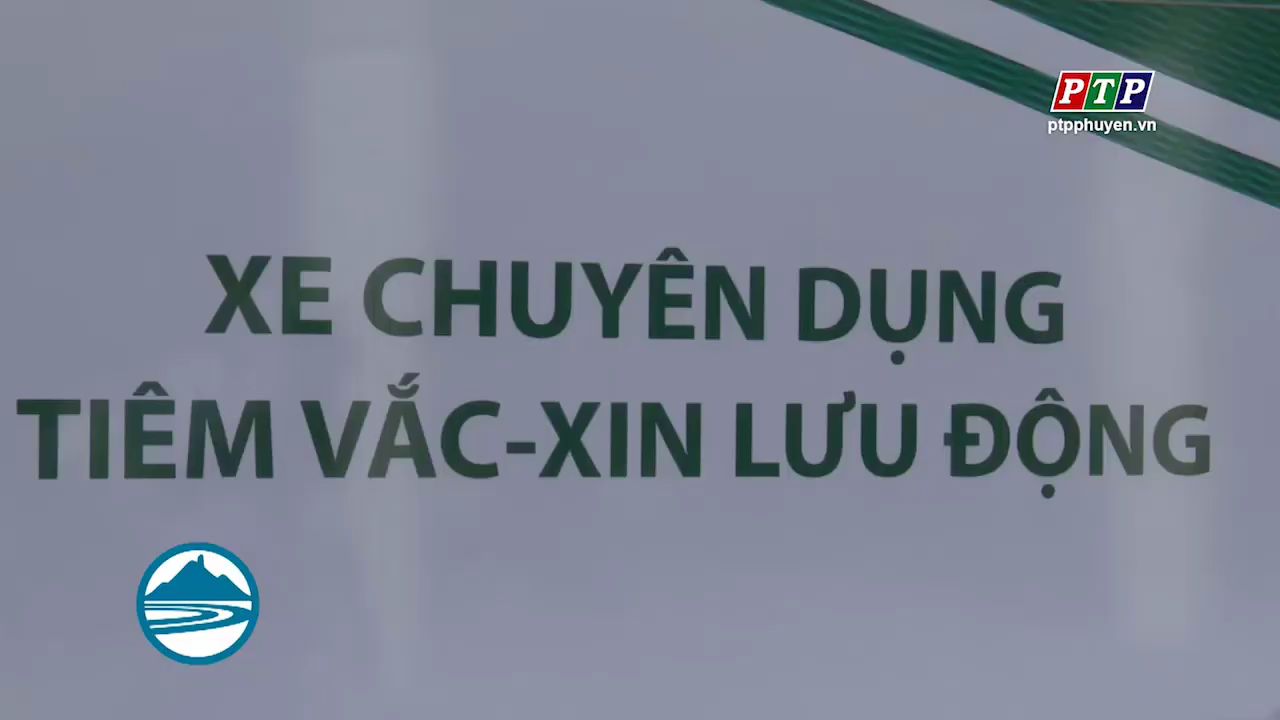 PTP
ptpphuyen.vn
XE CHUYÊN DỤNG
TIÊM VẮC-XIN LƯU ĐỘNG